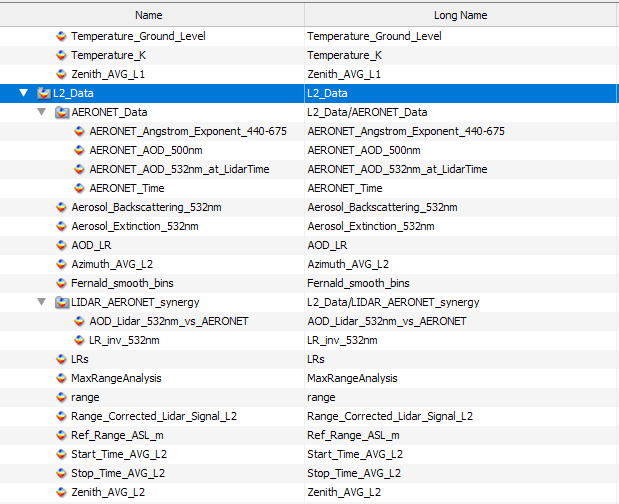 Name Long Name
Temperature_Ground_Level Temperature_Ground_Level
Temperature_K Temperature_K
Zenith_AVG_L1 Zenith_AVG_L1
L2_Data L2_Data
AERONET_Data L2_Data/AERONET_Data
AERONET_Angstrom_Exponent_440-675 AERONET_Angstrom_Exponent_440-675
AERONET_AOD_500nm AERONET_AOD_500nm
AERONET_AOD_532nm_at_LidarTime AERONET_AOD_532nm_at_LidarTime
AERONET_Time AERONET_Time
Aerosol_Backscattering_532nm Aerosol_Backscattering_532nm
Aerosol_Extinction_532nm Aerosol_Extinction_532nm
AOD_LR AOD_LR
Azimuth_AVG_L2 Azimuth_AVG_L2
Fernald_smooth_bins Fernald_smooth_bins
LIDAR_AERONET_synergy L2_Data/LIDAR_AERONET_synergy
AOD_Lidar_532nm_vs_AERONET AOD_Lidar_532nm_vs_AERONET
LR_inv_532nm LR_inv_532nm
LRs LRs
MaxRangeAnalysis MaxRangeAnalysis
range range
Range_Corrected_Lidar_Signal_L2 Range_Corrected_Lidar_Signal_L2
Ref_Range_ASL_m Ref_Range_ASL_m
Start_Time_AVG_L2 Start_Time_AVG_L2
Stop_Time_AVG_L2 Stop_Time_AVG_L2
Zenith_AVG_L2 Zenith_AVG_L2